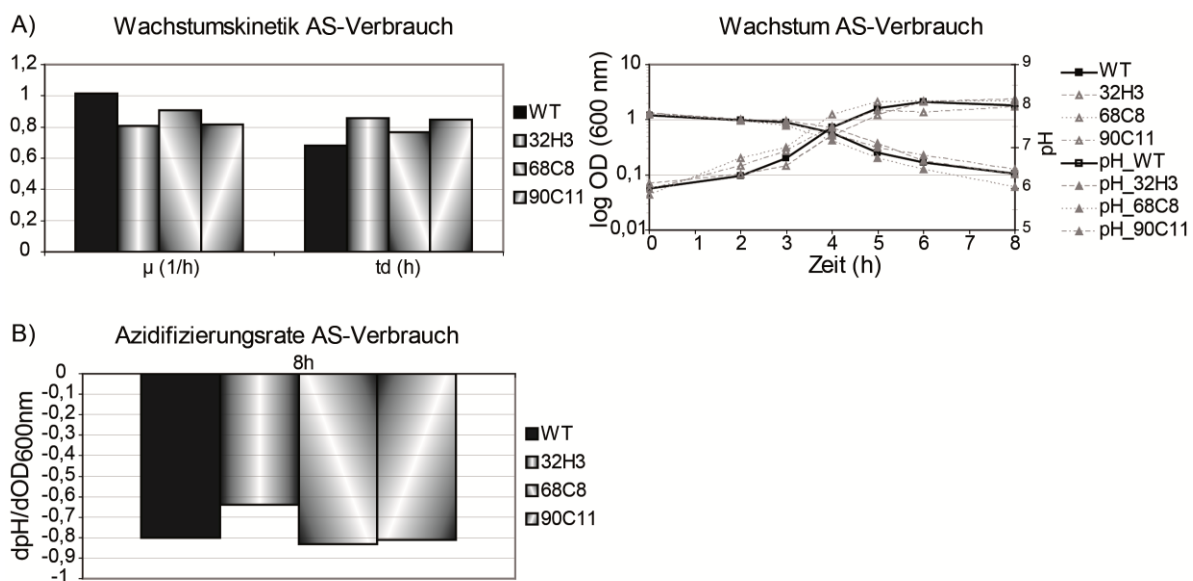 A)
Wachstumskinetik AS-Verbrauch
1,2
1
0,8
0,6
0,4
0,2
0
µ (1/h)
td (h)
WT
32H3
68C8
90C11
Wachstum AS-Verbrauch
log OD (600 nm)
10
1
0,1
0,01
0
1
2
3
4
5
6
8
Zeit (h)
9
8
7
6
5
pH
WT
32H3
68C8
90C11
pH_WT
pH_32H3
pH_68C8
pH_90C11
B)
Azidifizierungsrate AS-Verbrauch
8h
dpH/dOD600nm
0
-0,1
-0,2
-0,3
-0,4
-0,5
-0,6
-0,7
-0,8
-0,9
-1
WT
32H3
68C8
90C11